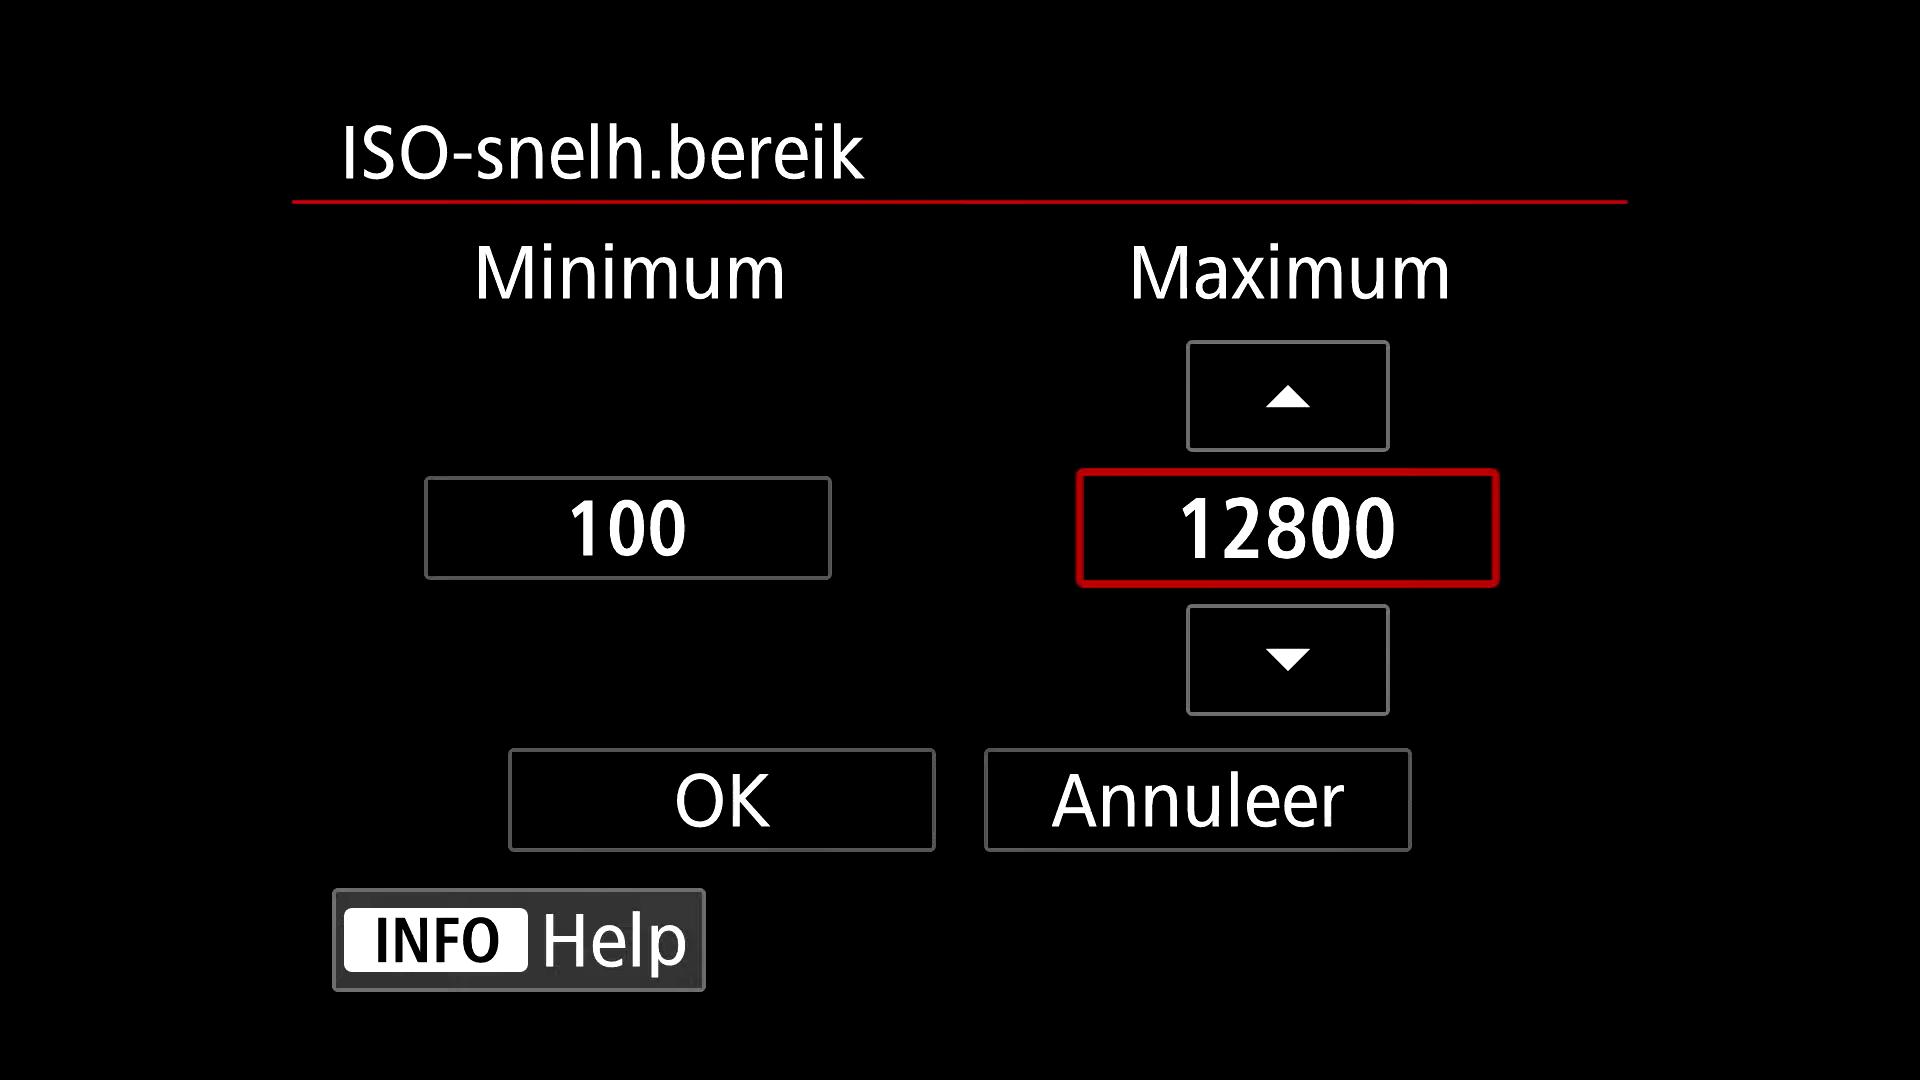 ISO-snelh.bereik
Minimum Maximum
100 12800
OK Annuleer
INFO Help